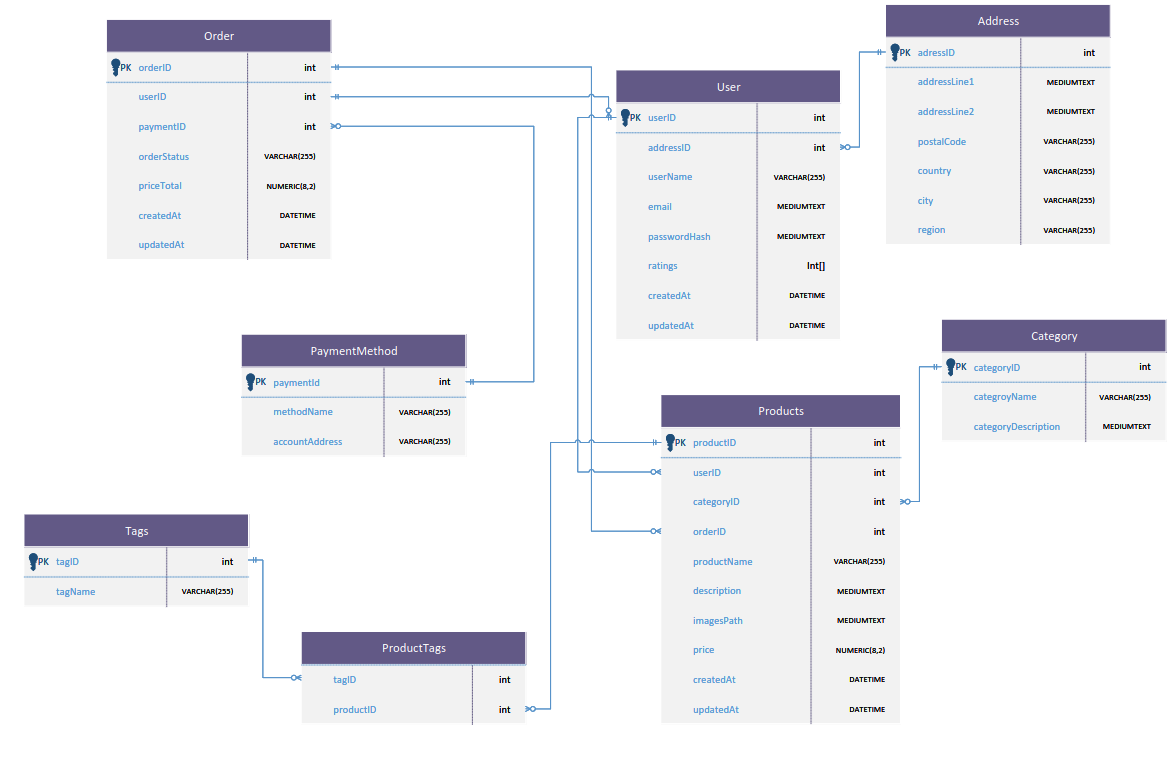 Order
PK orderID int
userID int
paymentID int
orderStatus VARCHAR(255)
priceTotal NUMERIC(8,2)
createdAt DATETIME
updatedAt DATETIME
User
PK userID int
addressID int
userName VARCHAR(255)
email MEDIUMTEXT
passwordHash MEDIUMTEXT
ratings Int[]
createdAt DATETIME
updatedAt DATETIME
Address
PK adressID int
addressLine1 MEDIUMTEXT
addressLine2 MEDIUMTEXT
postalCode VARCHAR(255)
country VARCHAR(255)
city VARCHAR(255)
region VARCHAR(255)
PaymentMethod
PK paymentId int
methodName VARCHAR(255)
accountAddress VARCHAR(255)
Category
PK categoryID int
categroyName VARCHAR(255)
categoryDescription MEDIUMTEXT
Products
PK productID int
userID int
categoryID int
orderID int
productName VARCHAR(255)
description MEDIUMTEXT
imagesPath MEDIUMTEXT
price NUMERIC(8,2)
createdAt DATETIME
updatedAt DATETIME
Tags
PK tagID int
tagName VARCHAR(255)
ProductTags
tagID int
productID int